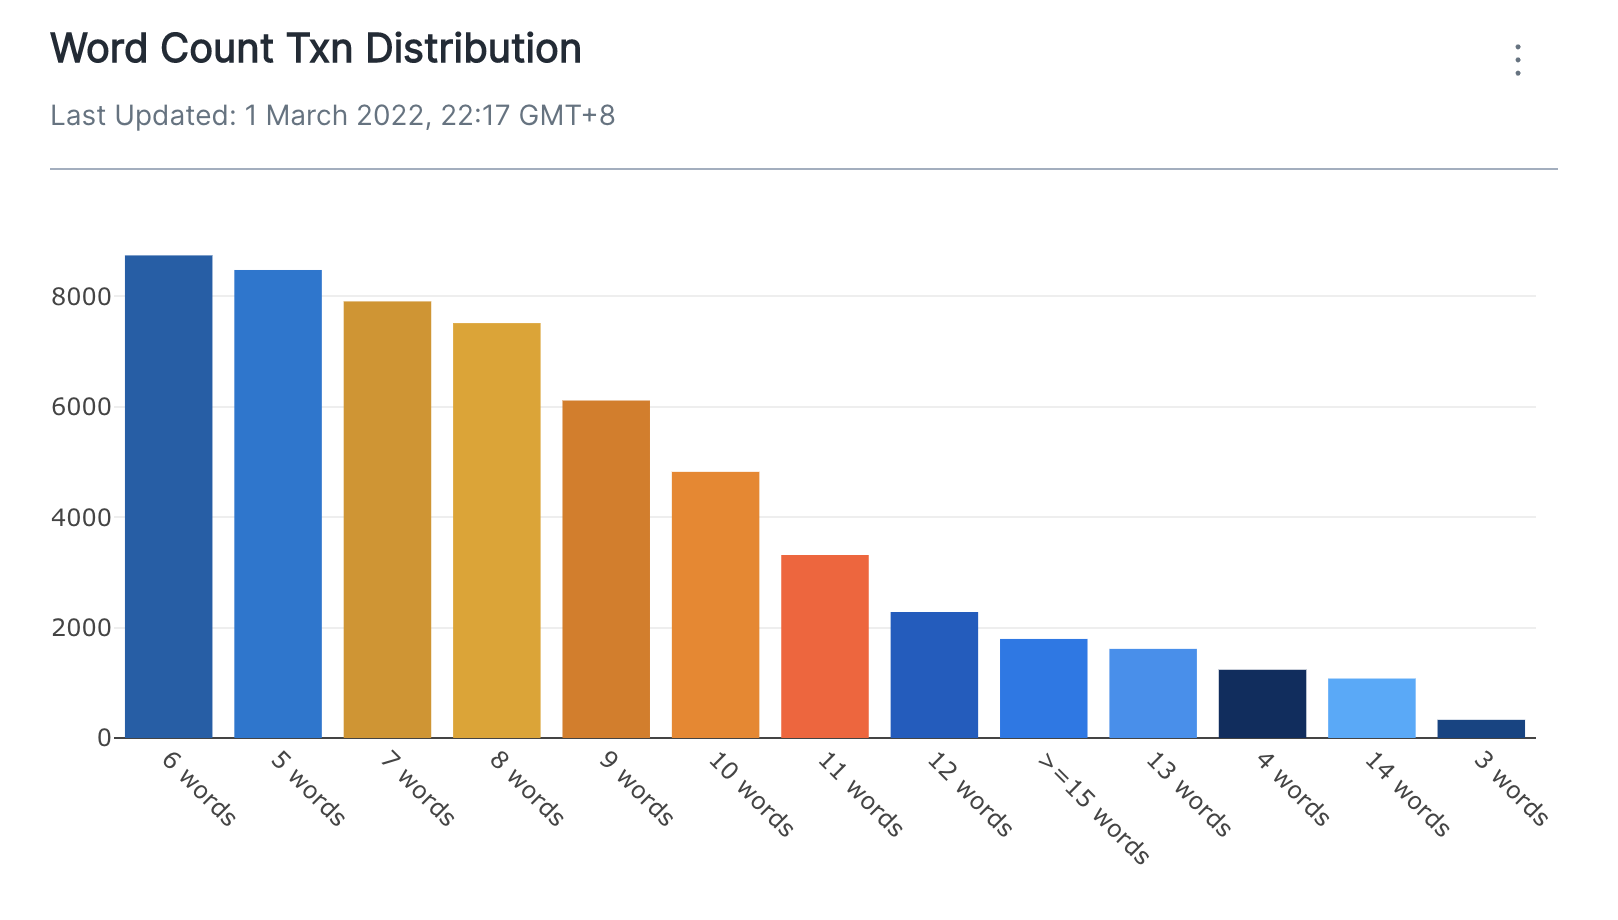 Word Count Txn Distribution
Last Updated: 1 March 2022, 22:17 GMT+8
8000
6000
4000
2000
0
6 words
5 words
7 words
8 words
9 words
10 words
11 words
12 words
>=15 words
13 words
4 words
14 words
3 words